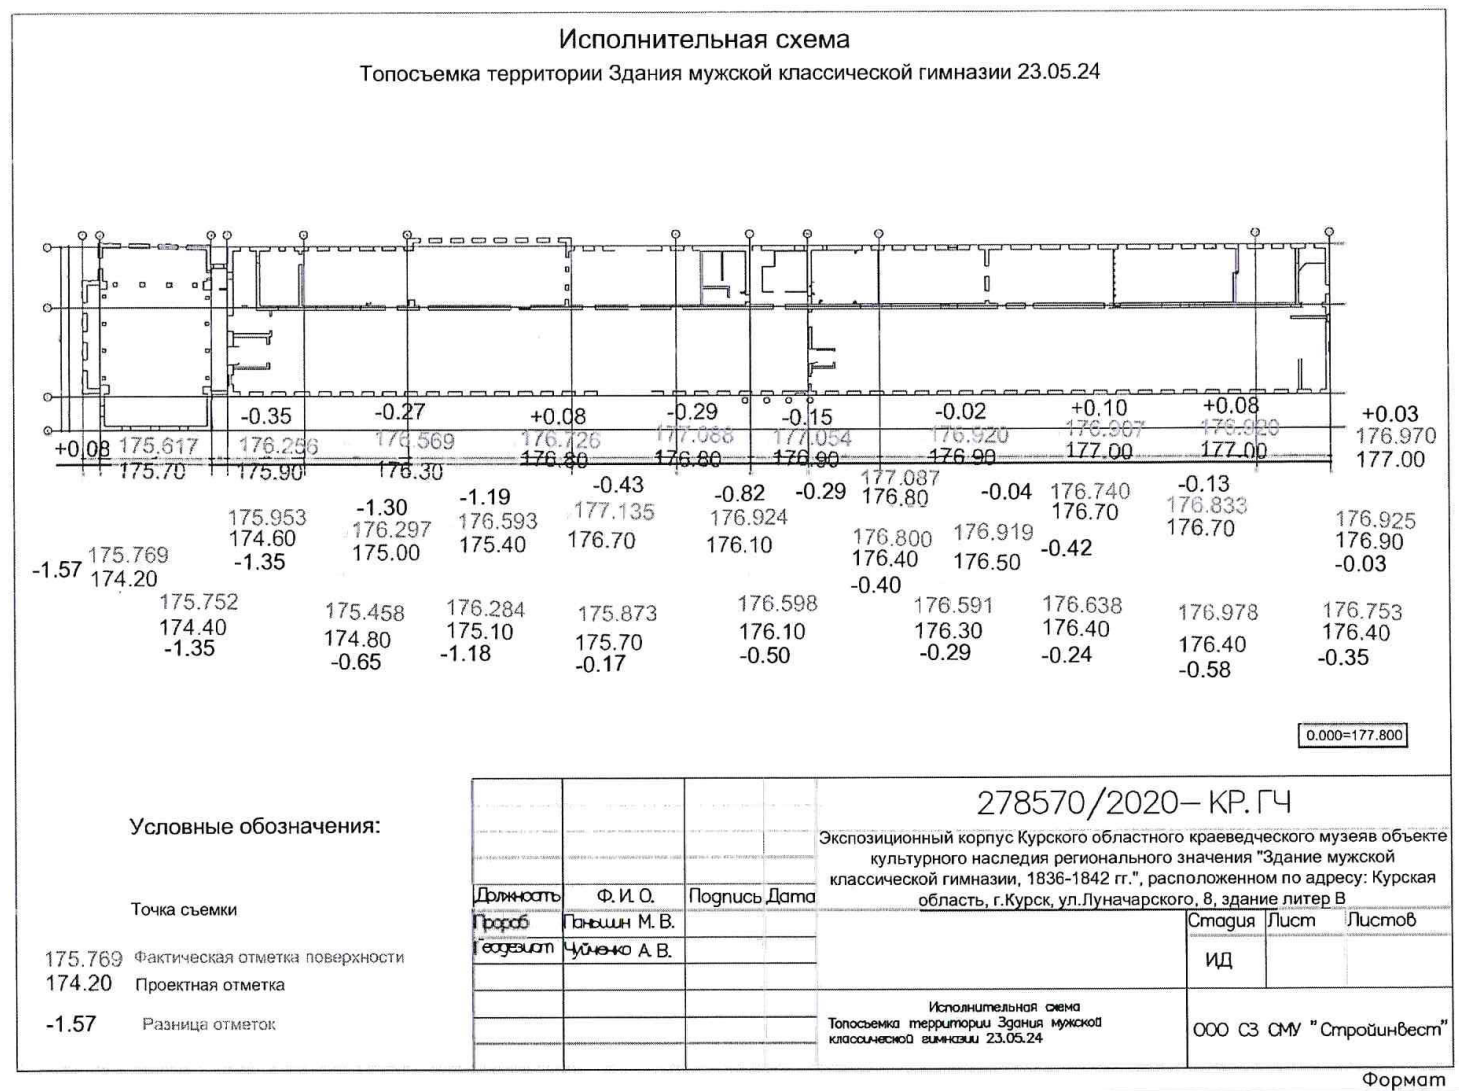 Исполнительная схема
Топосъемка территории Здания мужской классической гимназии 23.05.24
-0.35 -0.27 +0.08 -0.29 -0.15 -0.02 +0.10 +0.08 +0.03
+0.08 175.617 176.256 176.569 176.726 177.088 177.054 176.920 176.907 176.920 176.970
175.70 175.90 176.30 176.80 176.80 176.90 176.90 177.00 177.00 177.00
-1.30 -1.19 -0.43 -0.82 -0.29 177.087 -0.04 176.740 -0.13
176.80 176.70
175.953 176.297 176.593 177.135 176.924 176.833 176.925
174.60 175.00 175.40 176.70 176.10 176.800 176.919 176.70 176.90
-1.35 176.40 176.50 -0.42 -0.03
-0.40
-1.57 175.769
174.20
175.752 175.458 176.284 175.873 176.598 176.591 176.638 176.978 176.753
174.40 174.80 175.10 175.70 176.10 176.30 176.40 176.40 176.40
-1.35 -0.65 -1.18 -0.17 -0.50 -0.29 -0.24 -0.58 -0.35
0.000=177.800
Условные обозначения:
Точка съемки
175.769 Фактическая отметка поверхности
174.20 Проектная отметка
-1.57 Разница отметок
278570/2020-КР.ГЧ
Экспозиционный корпус Курского областного краеведческого музеяв объекте
культурного наследия регионального значения "Здание мужской
классической гимназии, 1836-1842 гг.", расположенном по адресу: Курская
область, г.Курск, ул.Луначарского, 8, здание литер В
Должность Ф. И. О. Подпись Дата
Прораб Паньшин М. В.
Геодезист Чуйченко А. В.
Стадия Лист Листов
ИД
Исполнительная схема
Топосъемка территории Здания мужской
классической гимназии 23.05.24
ООО СЗ СМУ "Стройинвест"
Формат